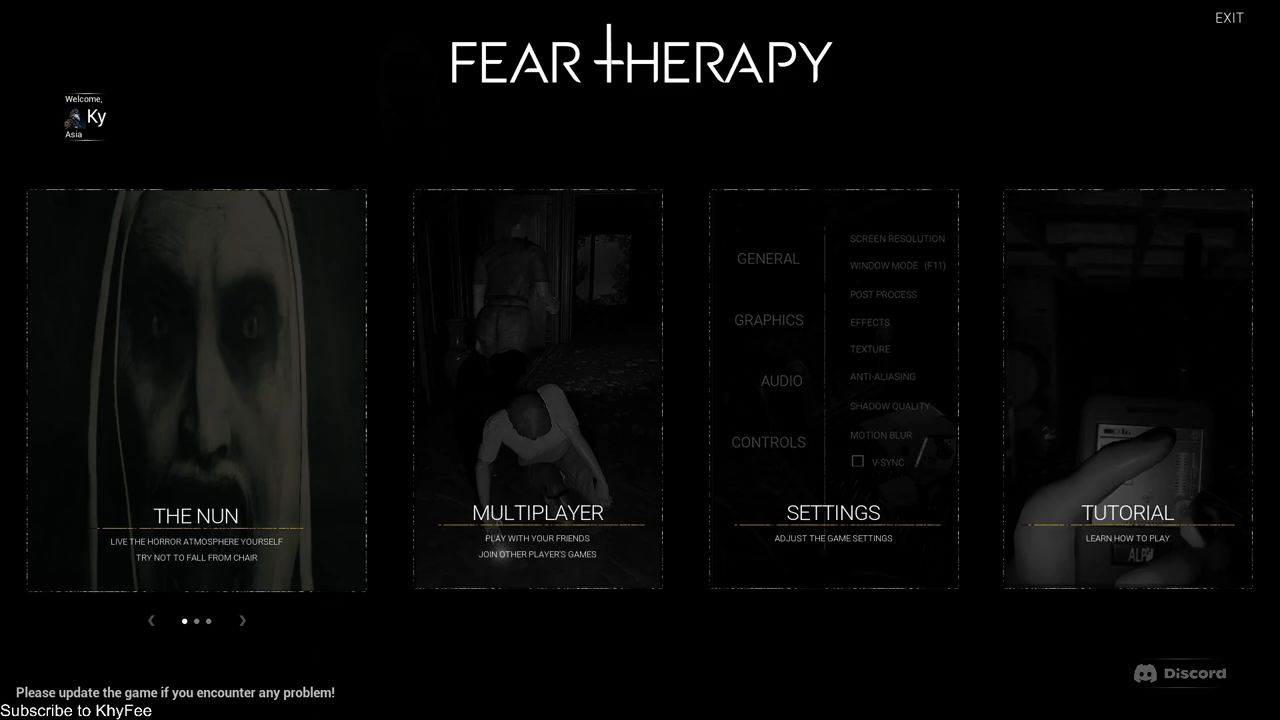 EXIT
FEAR THERAPY
Welcome,
Ky
Asia
GENERAL
GRAPHICS
AUDIO
CONTROLS
SCREEN RESOLUTION
WINDOW MODE (F11)
POST PROCESS
EFFECTS
TEXTURE
ANTI-ALIASING
SHADOW QUALITY
MOTION BLUR
V-SYNC
THE NUN
LIVE THE HORROR ATMOSPHERE YOURSELF
TRY NOT TO FALL FROM CHAIR
MULTIPLAYER
PLAY WITH YOUR FRIENDS
JOIN OTHER PLAYER'S GAMES
SETTINGS
ADJUST THE GAME SETTINGS
TUTORIAL
LEARN HOW TO PLAY
Discord
Please update the game if you encounter any problem!
Subscribe to KhyFee